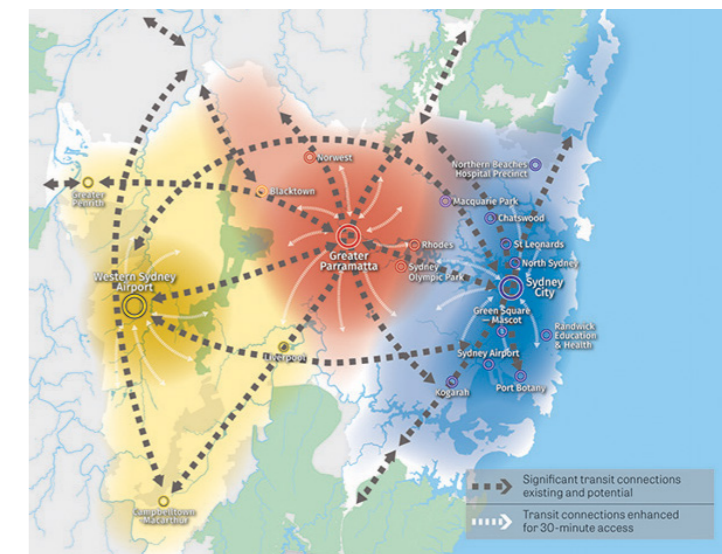 Norwest
Northern Beaches
Hospital Precinct
Greater
Penrith
Blacktown
Macquarie Park
Chatswood
Rhodes
St Leonards
Greater
Parramatta
Sydney
Olympic Park
North Sydney
Western Sydney
Airport
Sydney
City
Green Square
— Mascot
Randwick
Education
& Health
Liverpool
Sydney Airport
Kogarah
Port Botany
Campbelltown
Macarthur
Significant transit connections
existing and potential
Transit connections enhanced
for 30-minute access